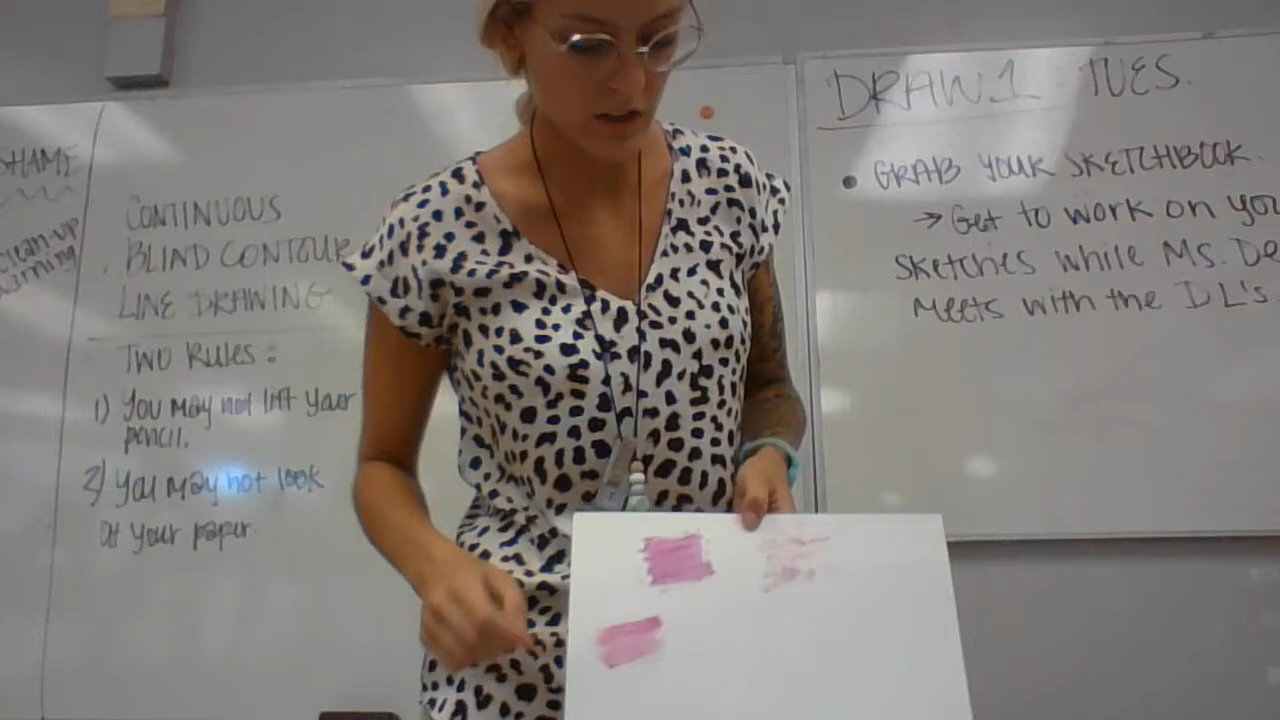 SHAME
clean-up
warning
CONTINUOUS
BLIND CONTOUR
LINE DRAWING
TWO RULES:
1) You may not lift your
pencil.
2) You may not look
at your paper.
DRAW 1 TUES.
• GRAB YOUR SKETCHBOOK.
→ Get to work on
sketches while Ms.
meets with the DL's